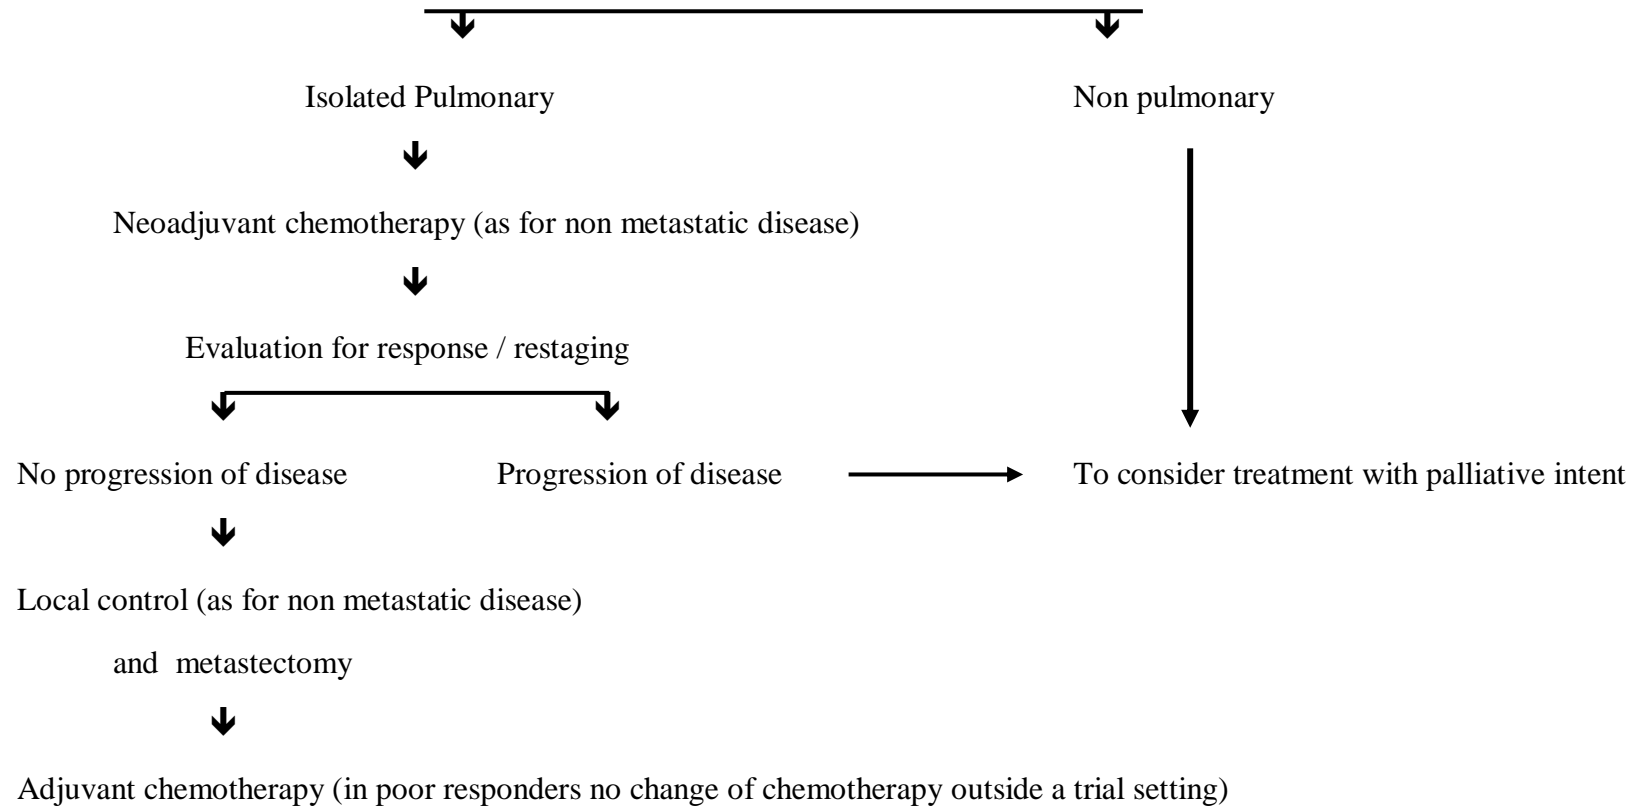 Isolated Pulmonary
Non pulmonary
Neoadjuvant chemotherapy (as for non metastatic disease)
Evaluation for response / restaging
No progression of disease
Progression of disease
To consider treatment with palliative intent
Local control (as for non metastatic disease)
and metastectomy
Adjuvant chemotherapy (in poor responders no change of chemotherapy outside a trial setting)